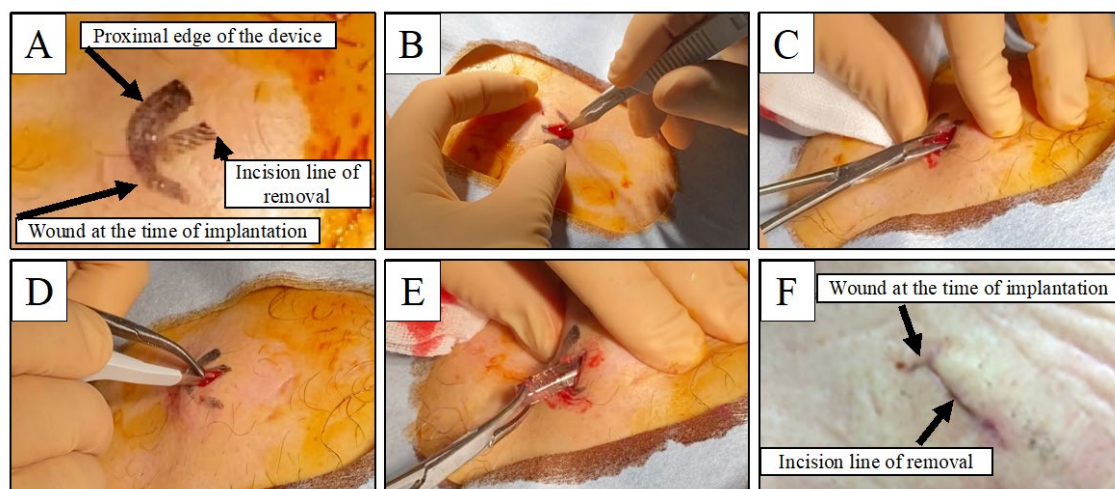 A
Proximal edge of the device
Incision line of
removal
Wound at the time of implantation
B
C
D
E
F
Wound at the time of implantation
Incision line of removal